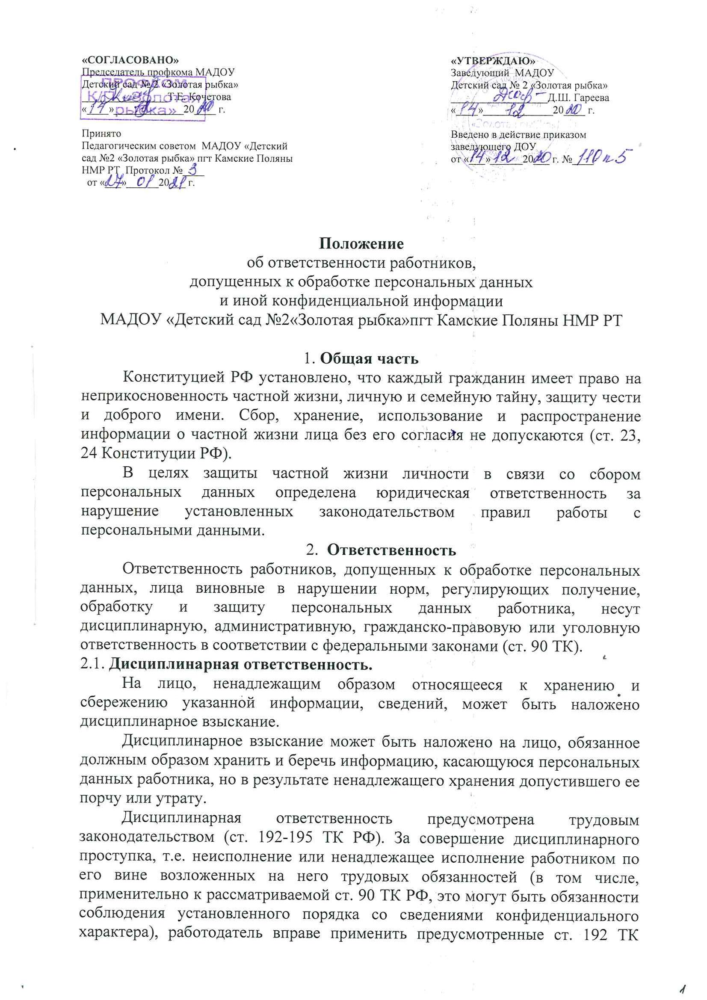 «СОГЛАСОВАНО»
Председатель профкома МАДОУ
Детский сад № 2 «Золотая рыбка»
Т.Е. Кочетова
«14» 12 2020 г.
ПРОФКОМ
К/П «Золотая
рыбка»
Принято
Педагогическим советом МАДОУ «Детский
сад №2 «Золотая рыбка» пгт Камские Поляны
НМР РТ Протокол № 3
от «27» 01 2021 г.
«УТВЕРЖДАЮ»
Заведующий МАДОУ
Детский сад № 2 «Золотая рыбка»
Д.Ш. Гареева
«14» 12 2020 г.
Введено в действие приказом
заведующего ДОУ
от «14» 12 2020 г. № 110 п 5
Положение
об ответственности работников,
допущенных к обработке персональных данных
и иной конфиденциальной информации
МАДОУ «Детский сад №2«Золотая рыбка»пгт Камские Поляны НМР РТ
1. Общая часть
Конституцией РФ установлено, что каждый гражданин имеет право на
неприкосновенность частной жизни, личную и семейную тайну, защиту чести
и доброго имени. Сбор, хранение, использование и распространение
информации о частной жизни лица без его согласия не допускаются (ст. 23,
24 Конституции РФ).
В целях защиты частной жизни личности в связи со сбором
персональных данных определена юридическая ответственность за
нарушение установленных законодательством правил работы с
персональными данными.
2. Ответственность
Ответственность работников, допущенных к обработке персональных
данных, лица виновные в нарушении норм, регулирующих получение,
обработку и защиту персональных данных работника, несут
дисциплинарную, административную, гражданско-правовую или уголовную
ответственность в соответствии с федеральными законами (ст. 90 ТК).
2.1. Дисциплинарная ответственность.
На лицо, ненадлежащим образом относящееся к хранению и
сбережению указанной информации, сведений, может быть наложено
дисциплинарное взыскание.
Дисциплинарное взыскание может быть наложено на лицо, обязанное
должным образом хранить и беречь информацию, касающуюся персональных
данных работника, но в результате ненадлежащего хранения допустившего ее
порчу или утрату.
Дисциплинарная ответственность предусмотрена трудовым
законодательством (ст. 192-195 ТК РФ). За совершение дисциплинарного
проступка, т.е. неисполнение или ненадлежащее исполнение работником по
его вине возложенных на него трудовых обязанностей (в том числе,
применительно к рассматриваемой ст. 90 ТК РФ, это могут быть обязанности
соблюдения установленного порядка со сведениями конфиденциального
характера), работодатель вправе применить предусмотренные ст. 192 ТК
1